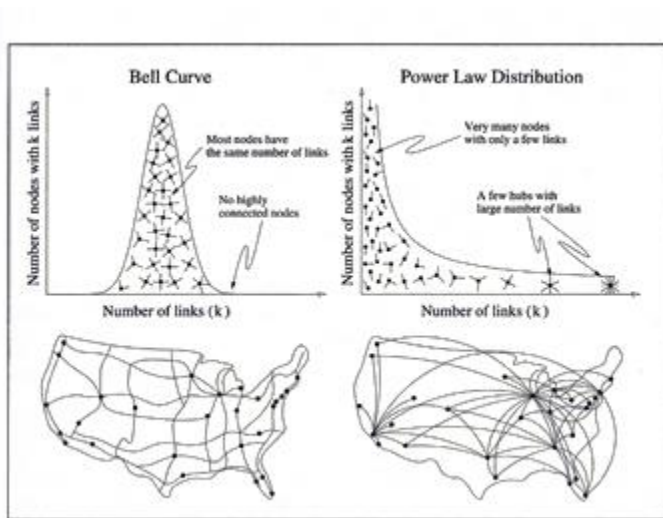 Bell Curve
Number of nodes with k links
Most nodes have
the same number of links
No highly
connected nodes
Number of links (k)
Power Law Distribution
Number of nodes with k links
Very many nodes
with only a few links
A few hubs with
large number of links
Number of links (k)